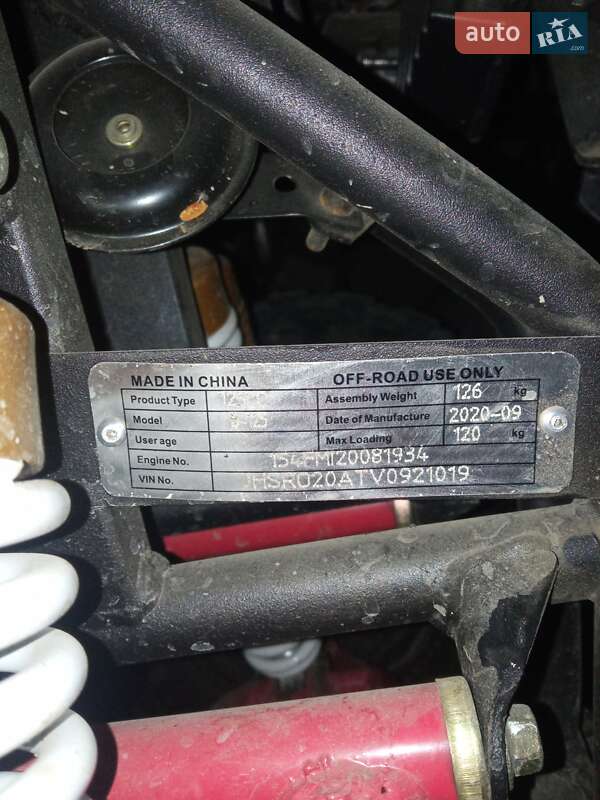 auto RIA .com
MADE IN CHINA OFF-ROAD USE ONLY
Product Type Assembly Weight 126 kg
Model Date of Manufacture 2020-09
User age Max Loading 120 kg
Engine No. 154FMI20081934
VIN No. HSR020ATV0921019